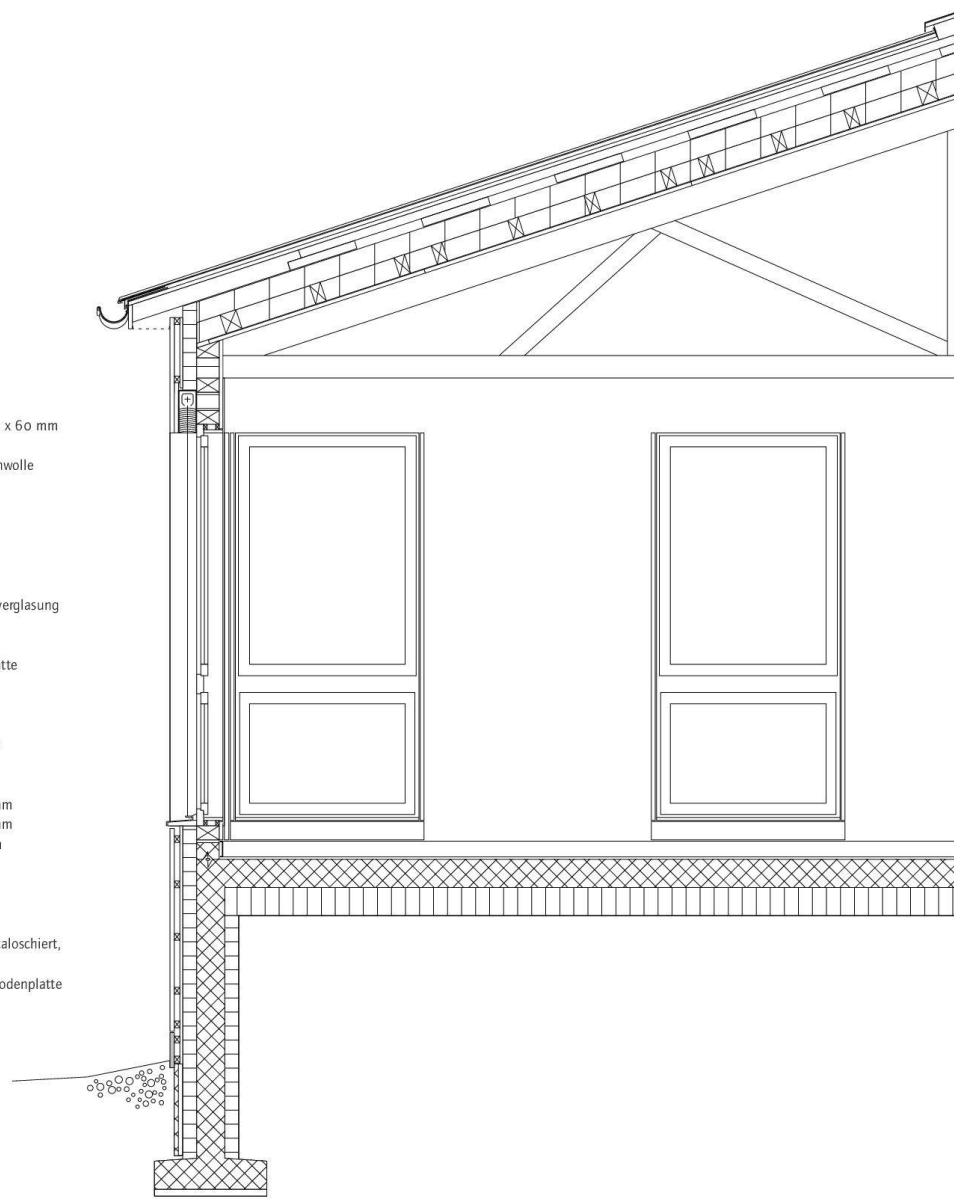 x 60 mm
nwolle
verglasung
tte
m
m
aloschiert,
odenplatte